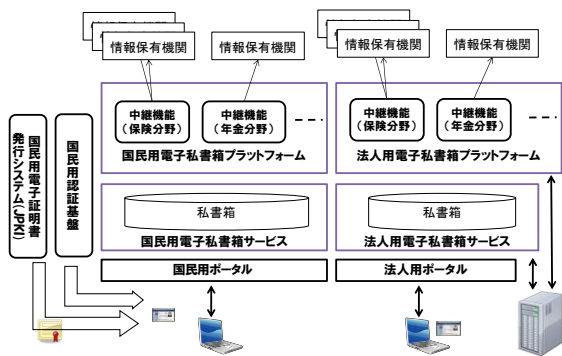 情報保有機関
情報保有機関
情報保有機関
情報保有機関
中継機能
(保険分野)
中継機能
(年金分野)
国民用電子私書箱プラットフォーム
中継機能
(保険分野)
中継機能
(年金分野)
法人用電子私書箱プラットフォーム
国民用電子証明書
発行システム(JPKI)
国民用認証基盤
私書箱
国民用電子私書箱サービス
私書箱
法人用電子私書箱サービス
国民用ポータル
法人用ポータル